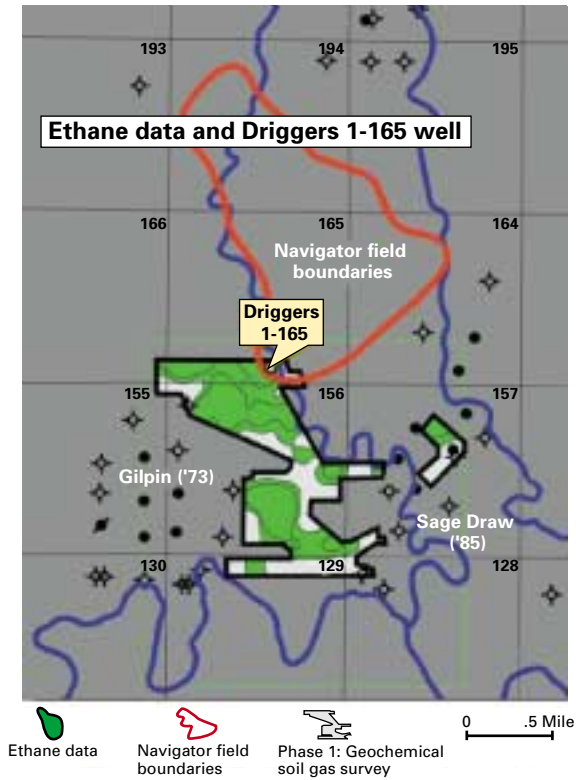 193
194
195
Ethane data and Driggers 1-165 well
166
165
164
Navigator field
boundaries
Driggers
1-165
155
156
157
Gilpin ('73)
Sage Draw
('85)
130
129
128
0 .5 Mile
Ethane data
Navigator field
boundaries
Phase 1: Geochemical
soil gas survey